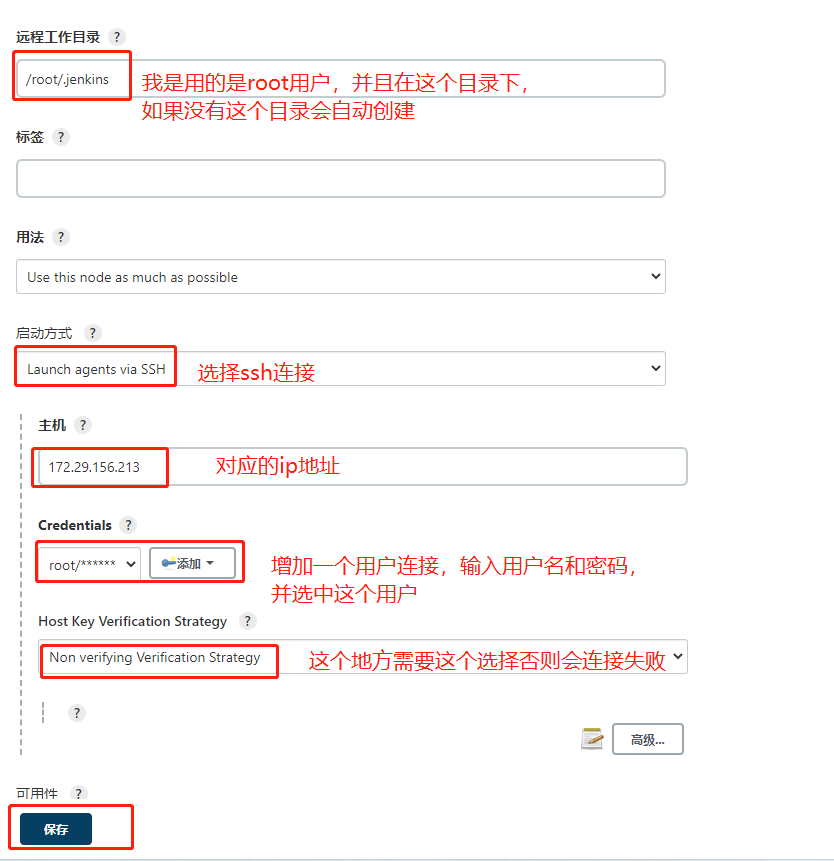 远程工作目录 ?
/root/.jenkins
我是用的是root用户，并且在这个目录下，
如果没有这个目录会自动创建
标签 ?
用法 ?
Use this node as much as possible
启动方式 ?
Launch agents via SSH
选择ssh连接
主机 ?
172.29.156.213
对应的ip地址
Credentials ?
root/******
添加
增加一个用户连接，输入用户名和密码，
并选中这个用户
Host Key Verification Strategy ?
Non verifying Verification Strategy
这个地方需要这个选择否则会连接失败
?
高级...
可用性 ?
保存